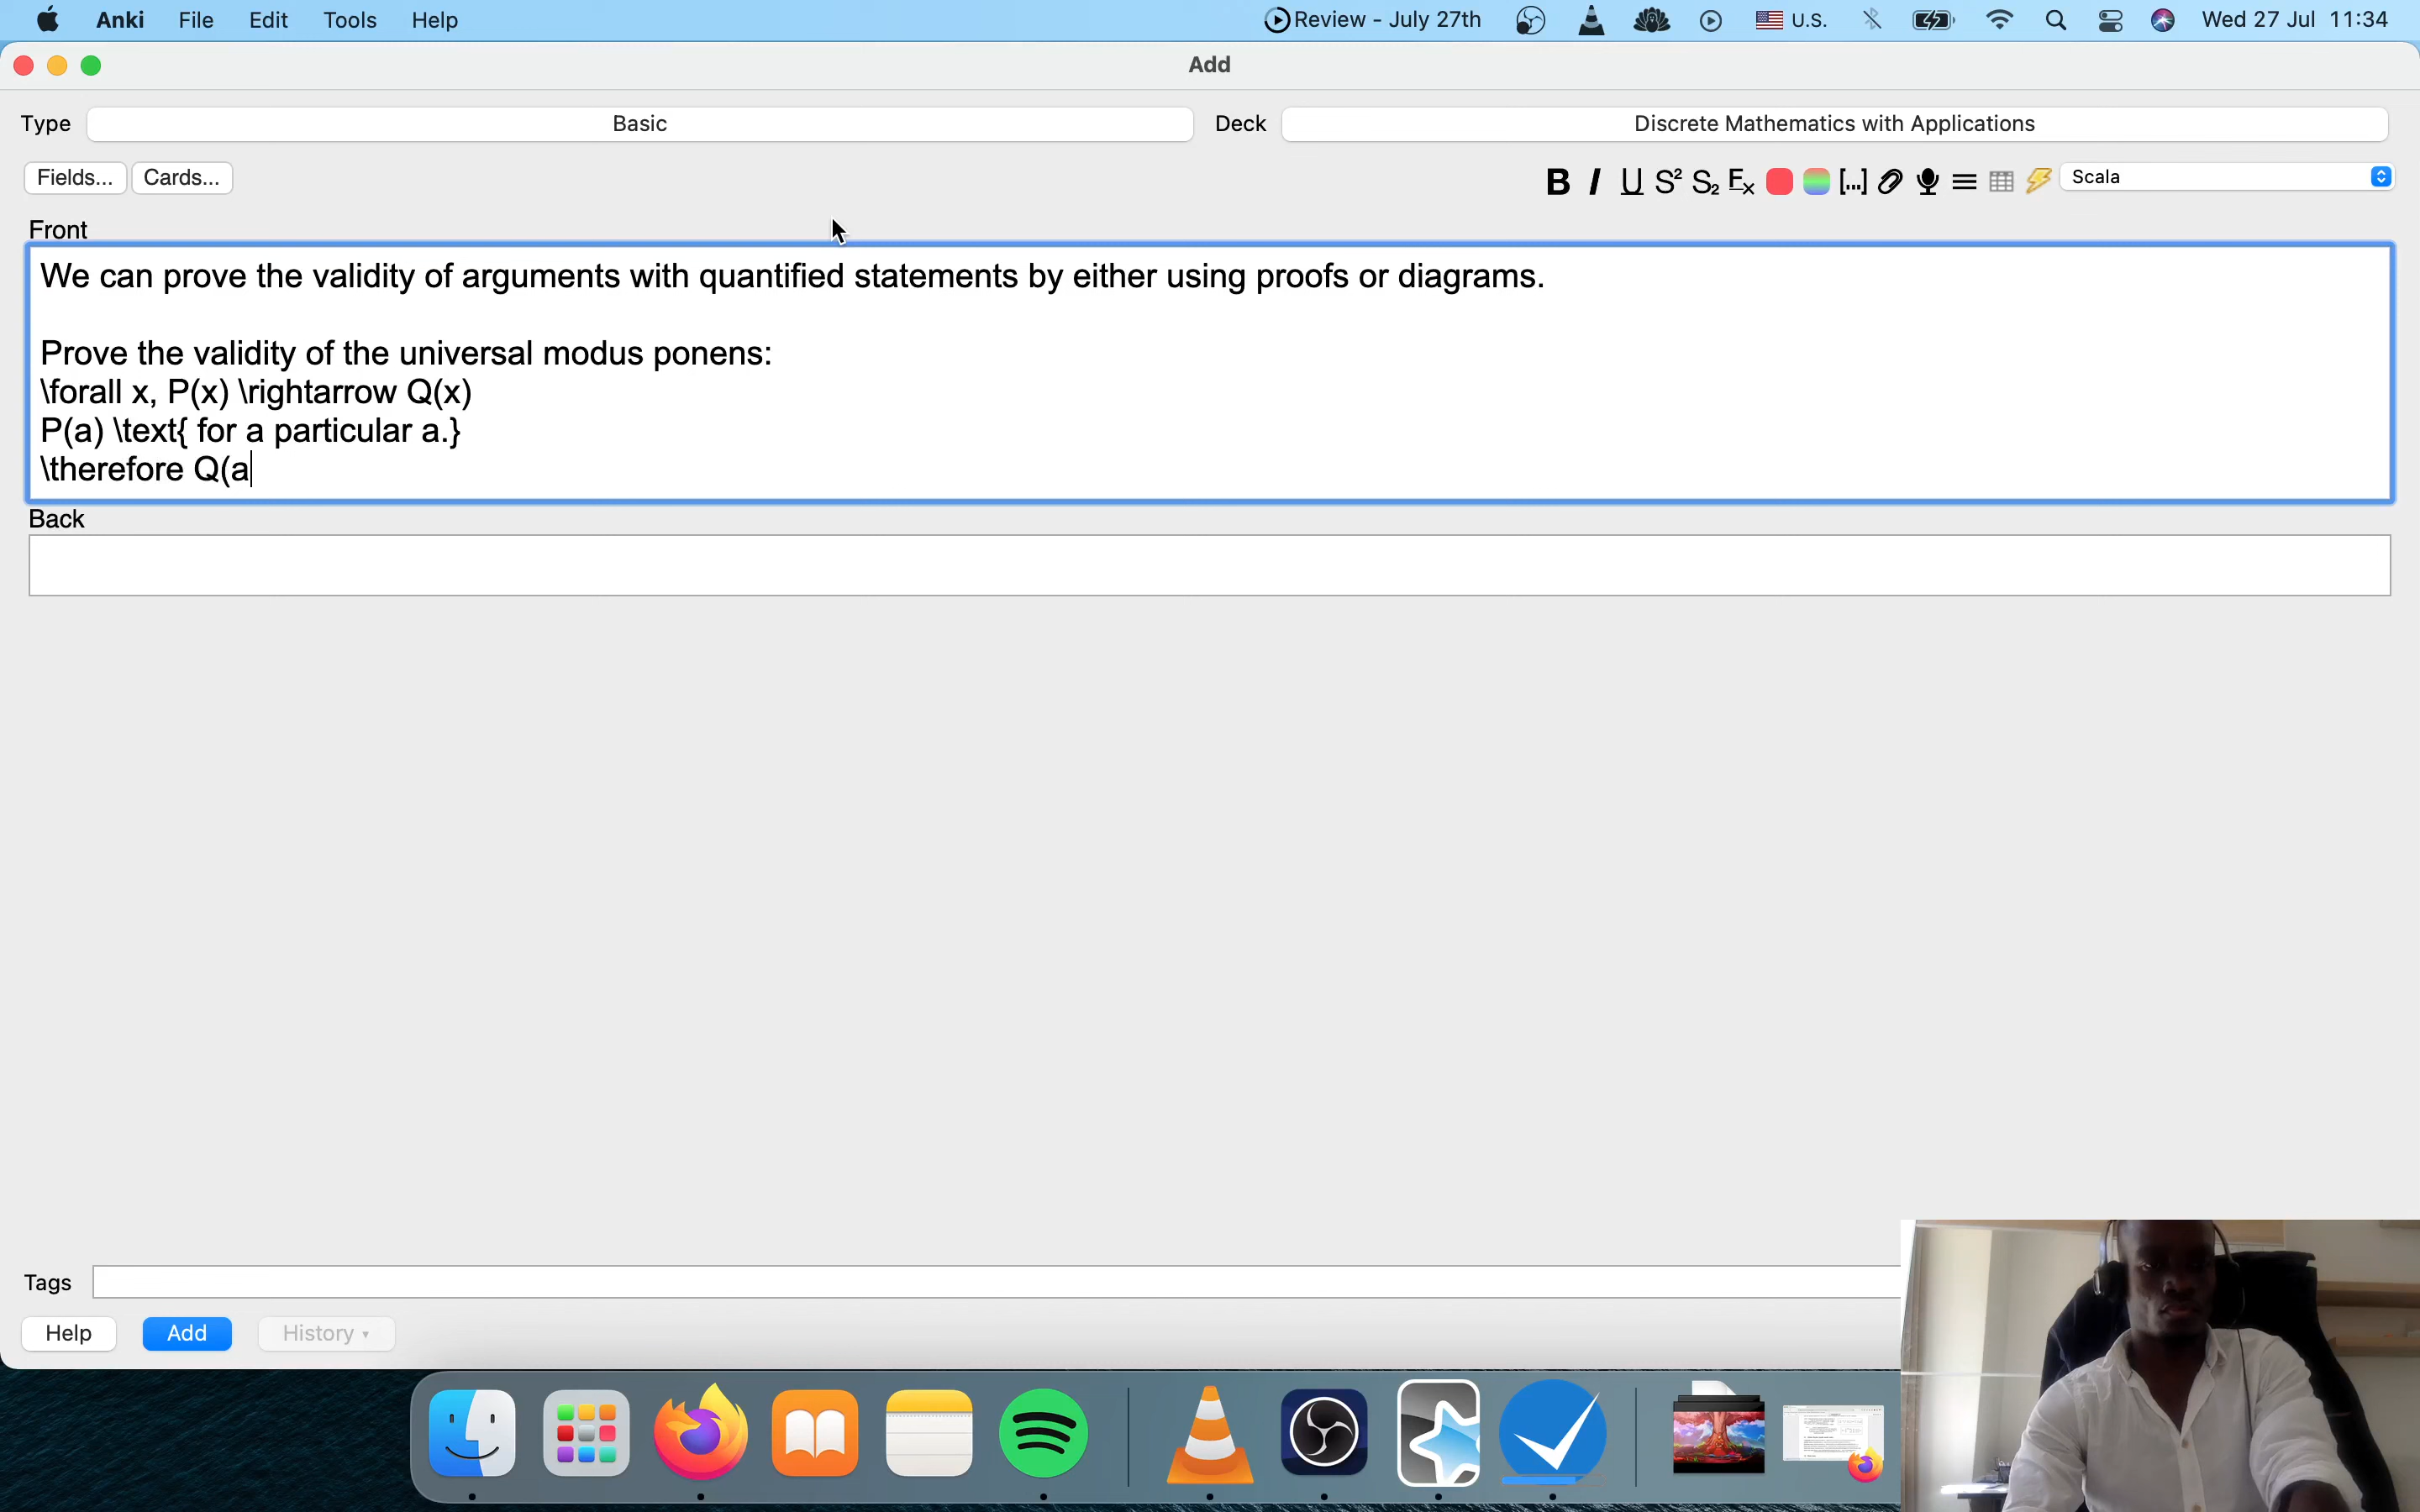 Anki File Edit Tools Help Review - July 27th U.S. Wed 27 Jul 11:34
Add
Type Basic Deck Discrete Mathematics with Applications
Fields... Cards... B I U S² S₂ Fx [...] Scala
Front
We can prove the validity of arguments with quantified statements by either using proofs or diagrams.
Prove the validity of the universal modus ponens:
\forall x, P(x) \rightarrow Q(x)
P(a) \text{ for a particular a.}
\therefore Q(a
Back
Tags
Help Add History